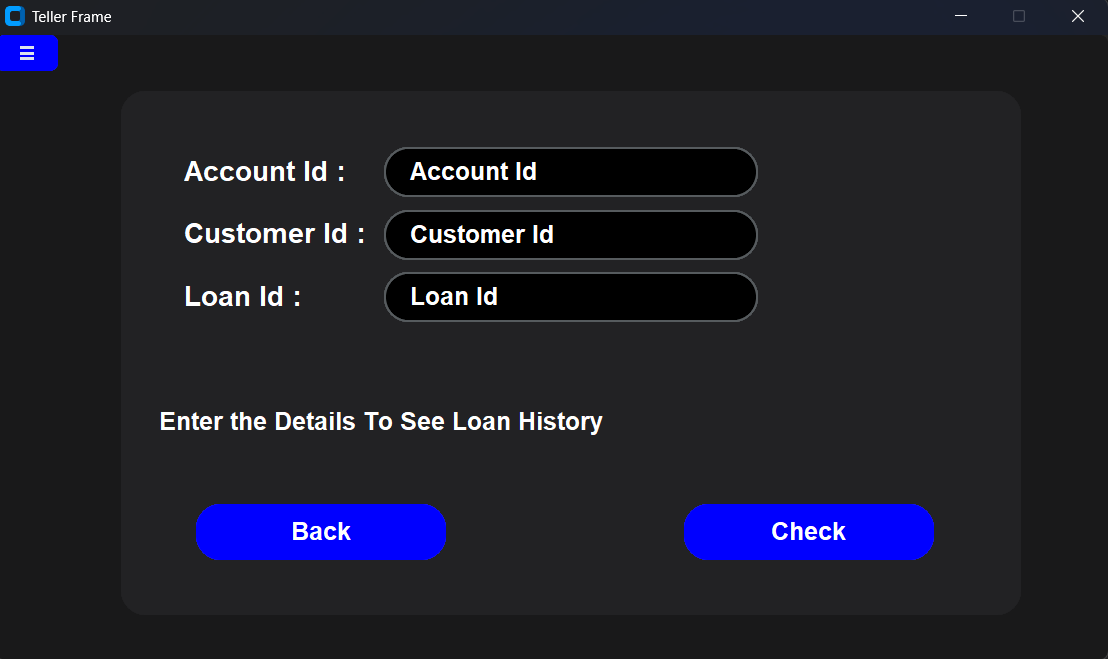 Teller Frame
Account Id : Account Id
Customer Id : Customer Id
Loan Id : Loan Id
Enter the Details To See Loan History
Back Check